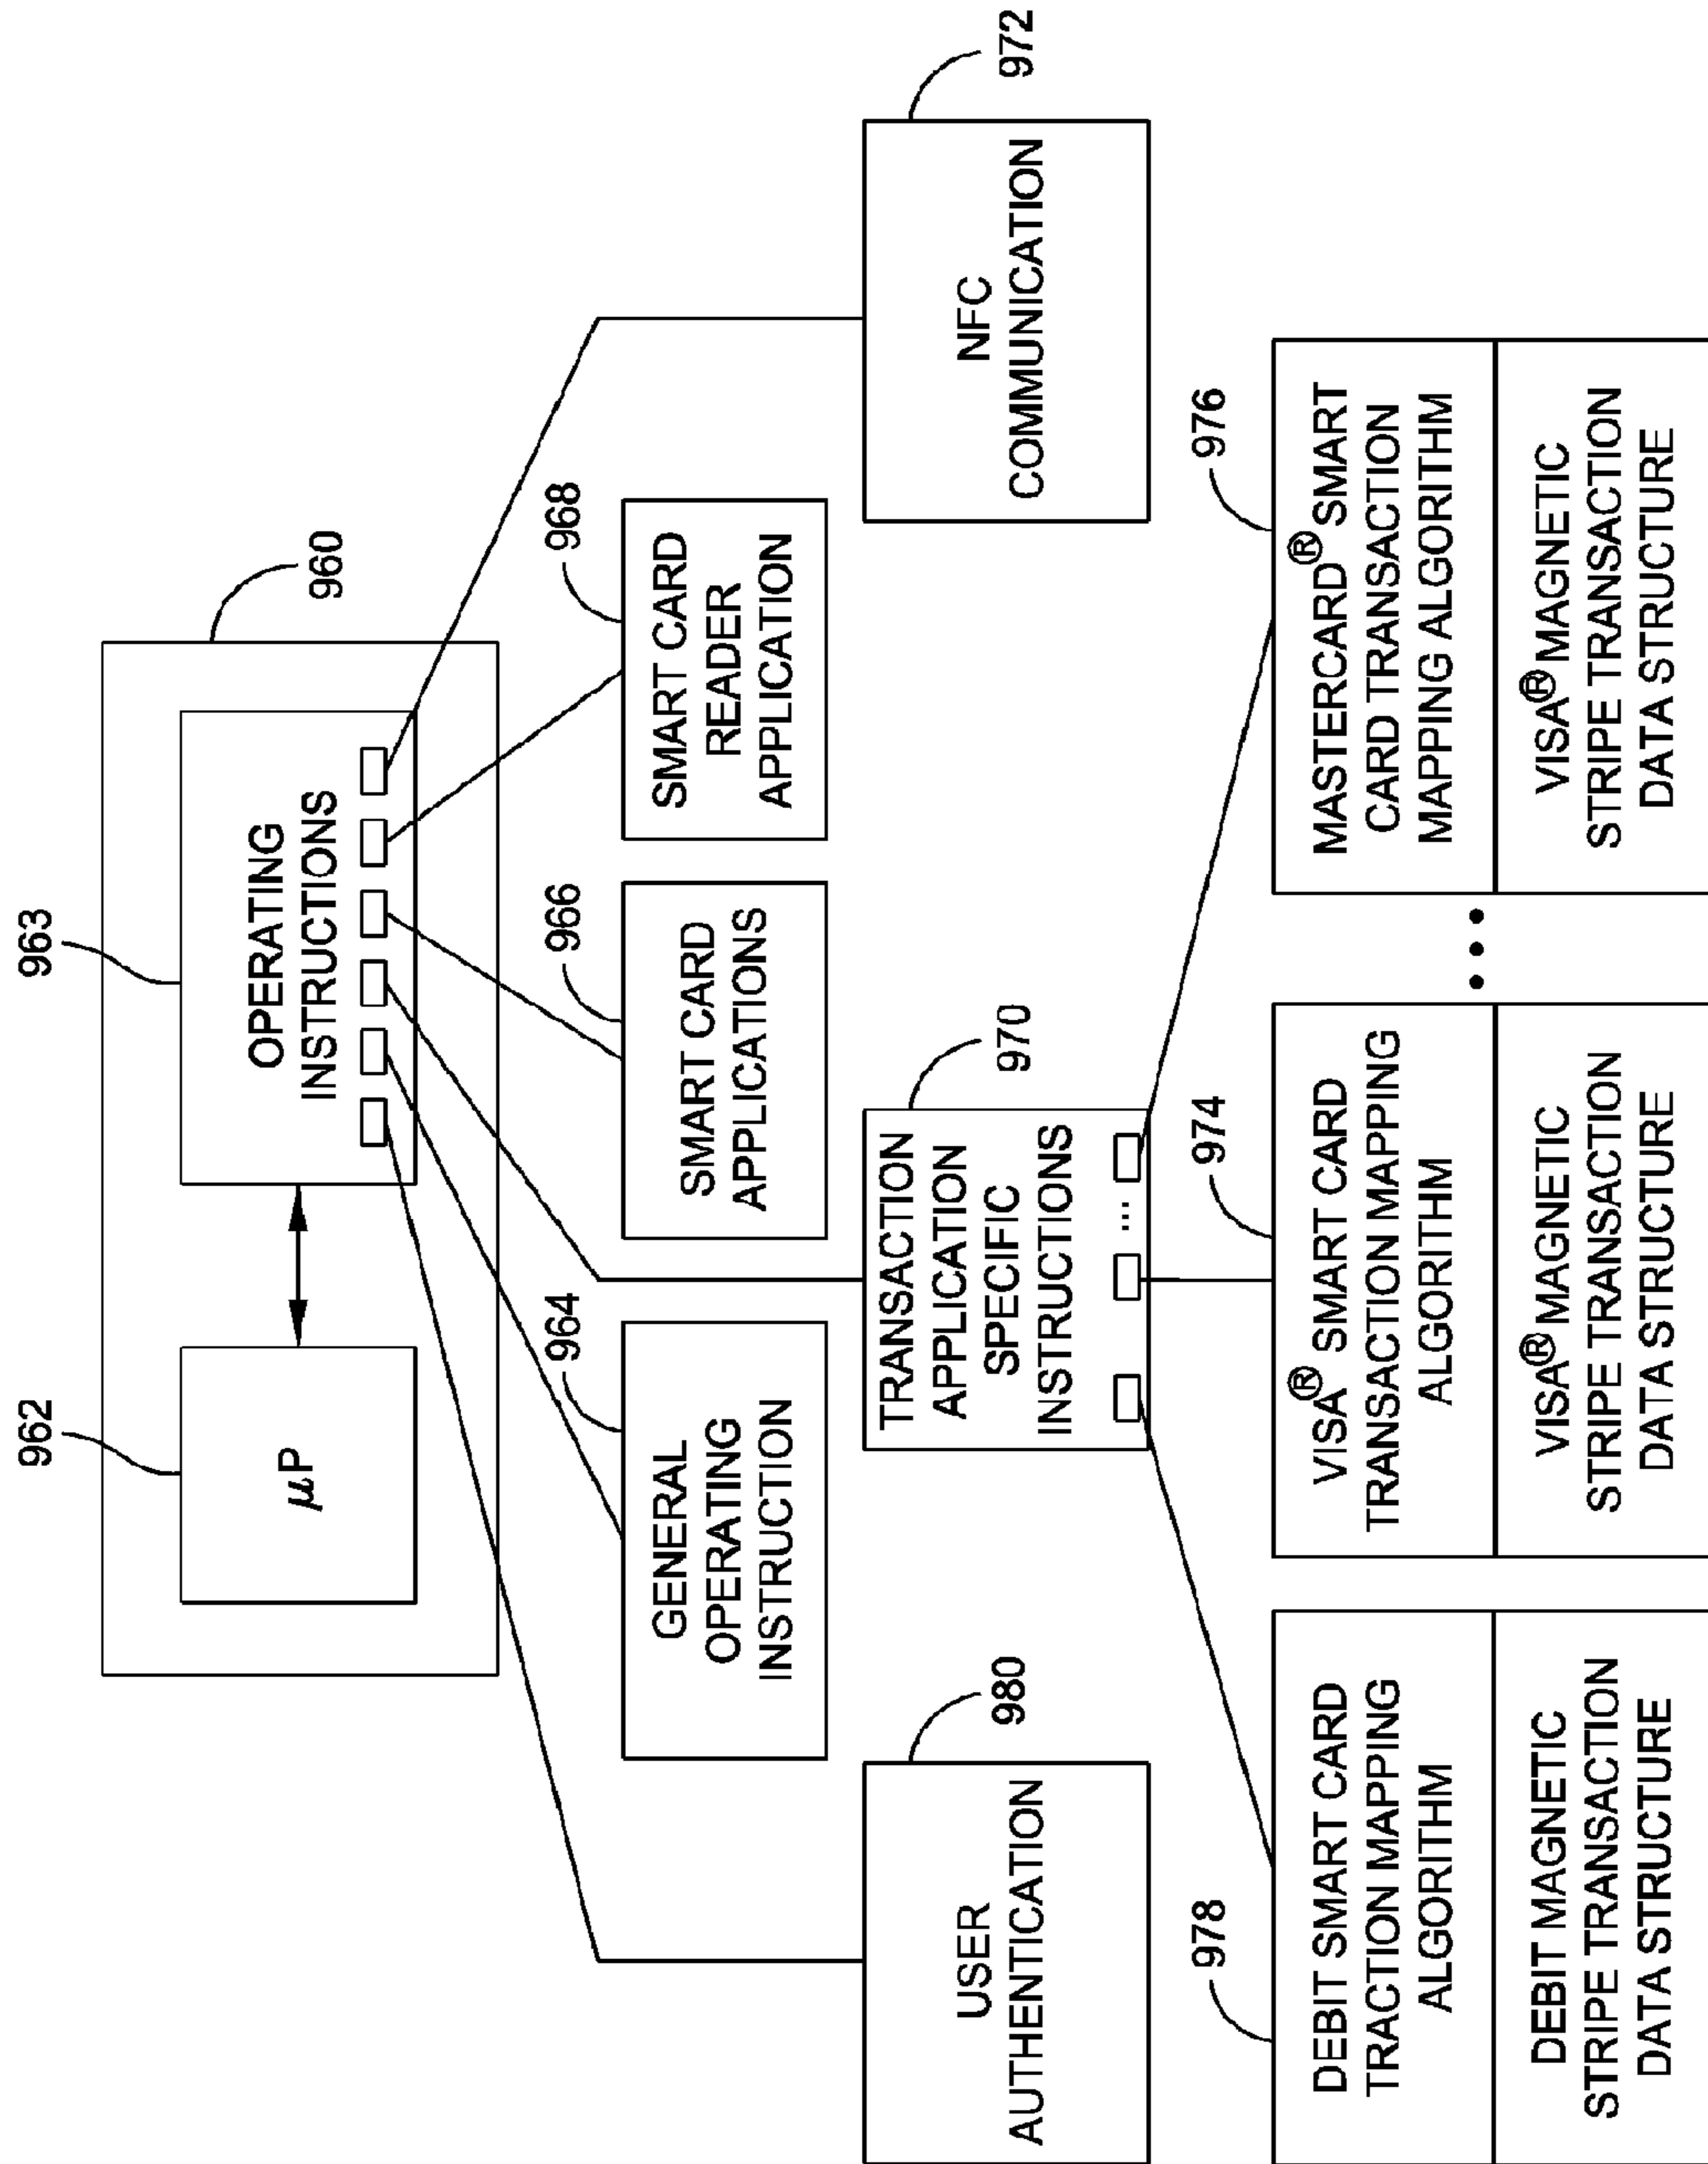 960
962
µP
963
OPERATING
INSTRUCTIONS
964
GENERAL
OPERATING
INSTRUCTION
966
SMART CARD
APPLICATIONS
968
SMART CARD
READER
APPLICATION
980
USER
AUTHENTICATION
970
TRANSACTION
APPLICATION
SPECIFIC
INSTRUCTIONS
...
972
NFC
COMMUNICATION
978
DEBIT SMART CARD
TRACTION MAPPING
ALGORITHM
DEBIT MAGNETIC
STRIPE TRANSACTION
DATA STRUCTURE
974
VISA® SMART CARD
TRANSACTION MAPPING
ALGORITHM
VISA® MAGNETIC
STRIPE TRANSACTION
DATA STRUCTURE
•••
976
MASTERCARD® SMART
CARD TRANSACTION
MAPPING ALGORITHM
VISA® MAGNETIC
STRIPE TRANSACTION
DATA STRUCTURE